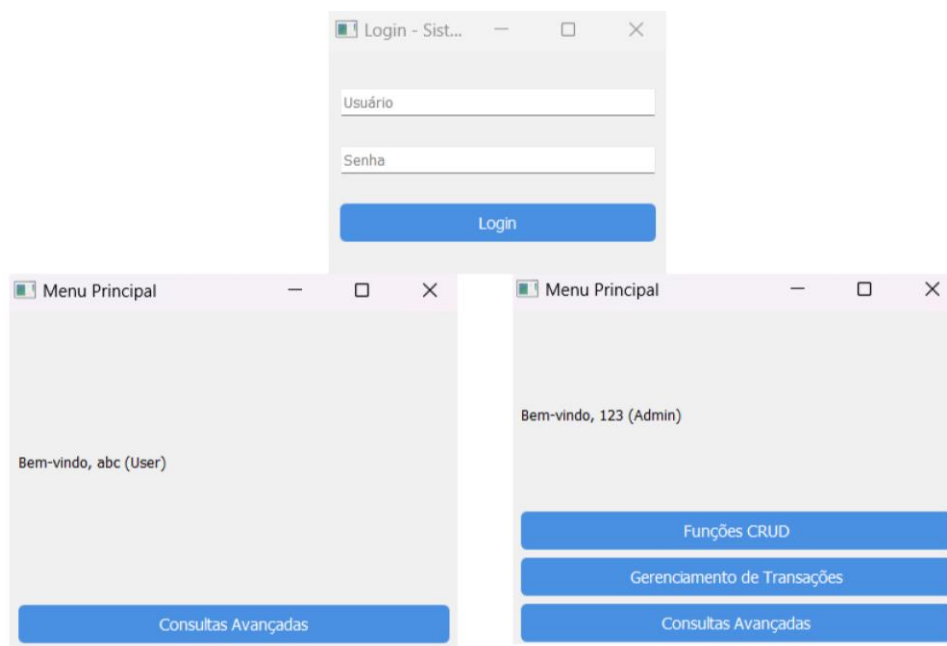 Login - Sist...
Usuário
Senha
Login
Menu Principal
Bem-vindo, abc (User)
Consultas Avançadas
Menu Principal
Bem-vindo, 123 (Admin)
Funções CRUD
Gerenciamento de Transações
Consultas Avançadas